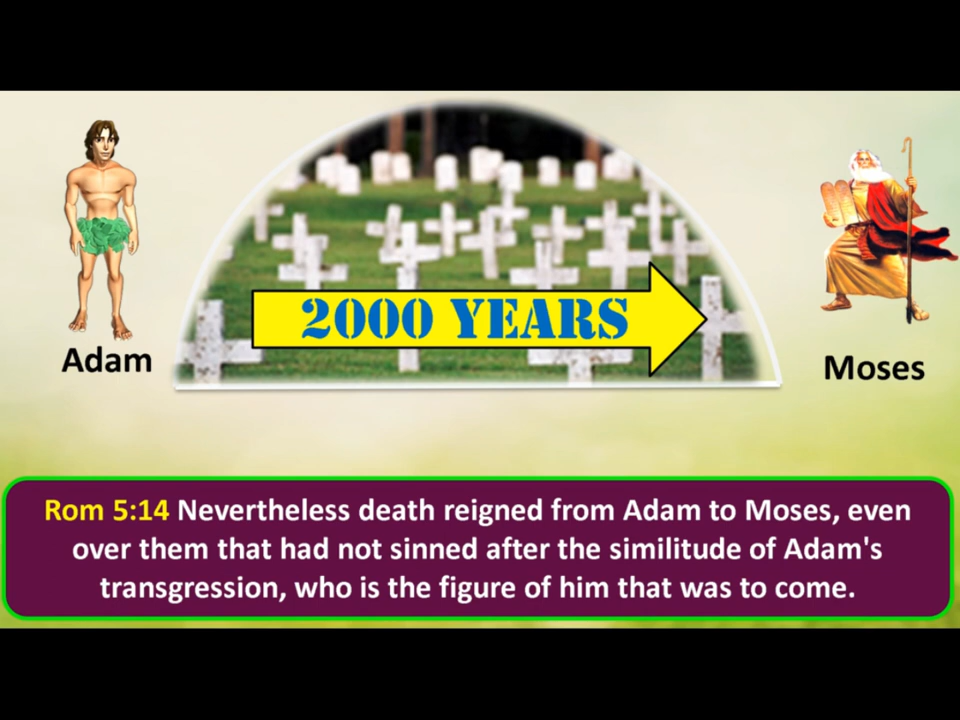 2000 YEARS
Adam
Moses
Rom 5:14 Nevertheless death reigned from Adam to Moses, even
over them that had not sinned after the similitude of Adam's
transgression, who is the figure of him that was to come.